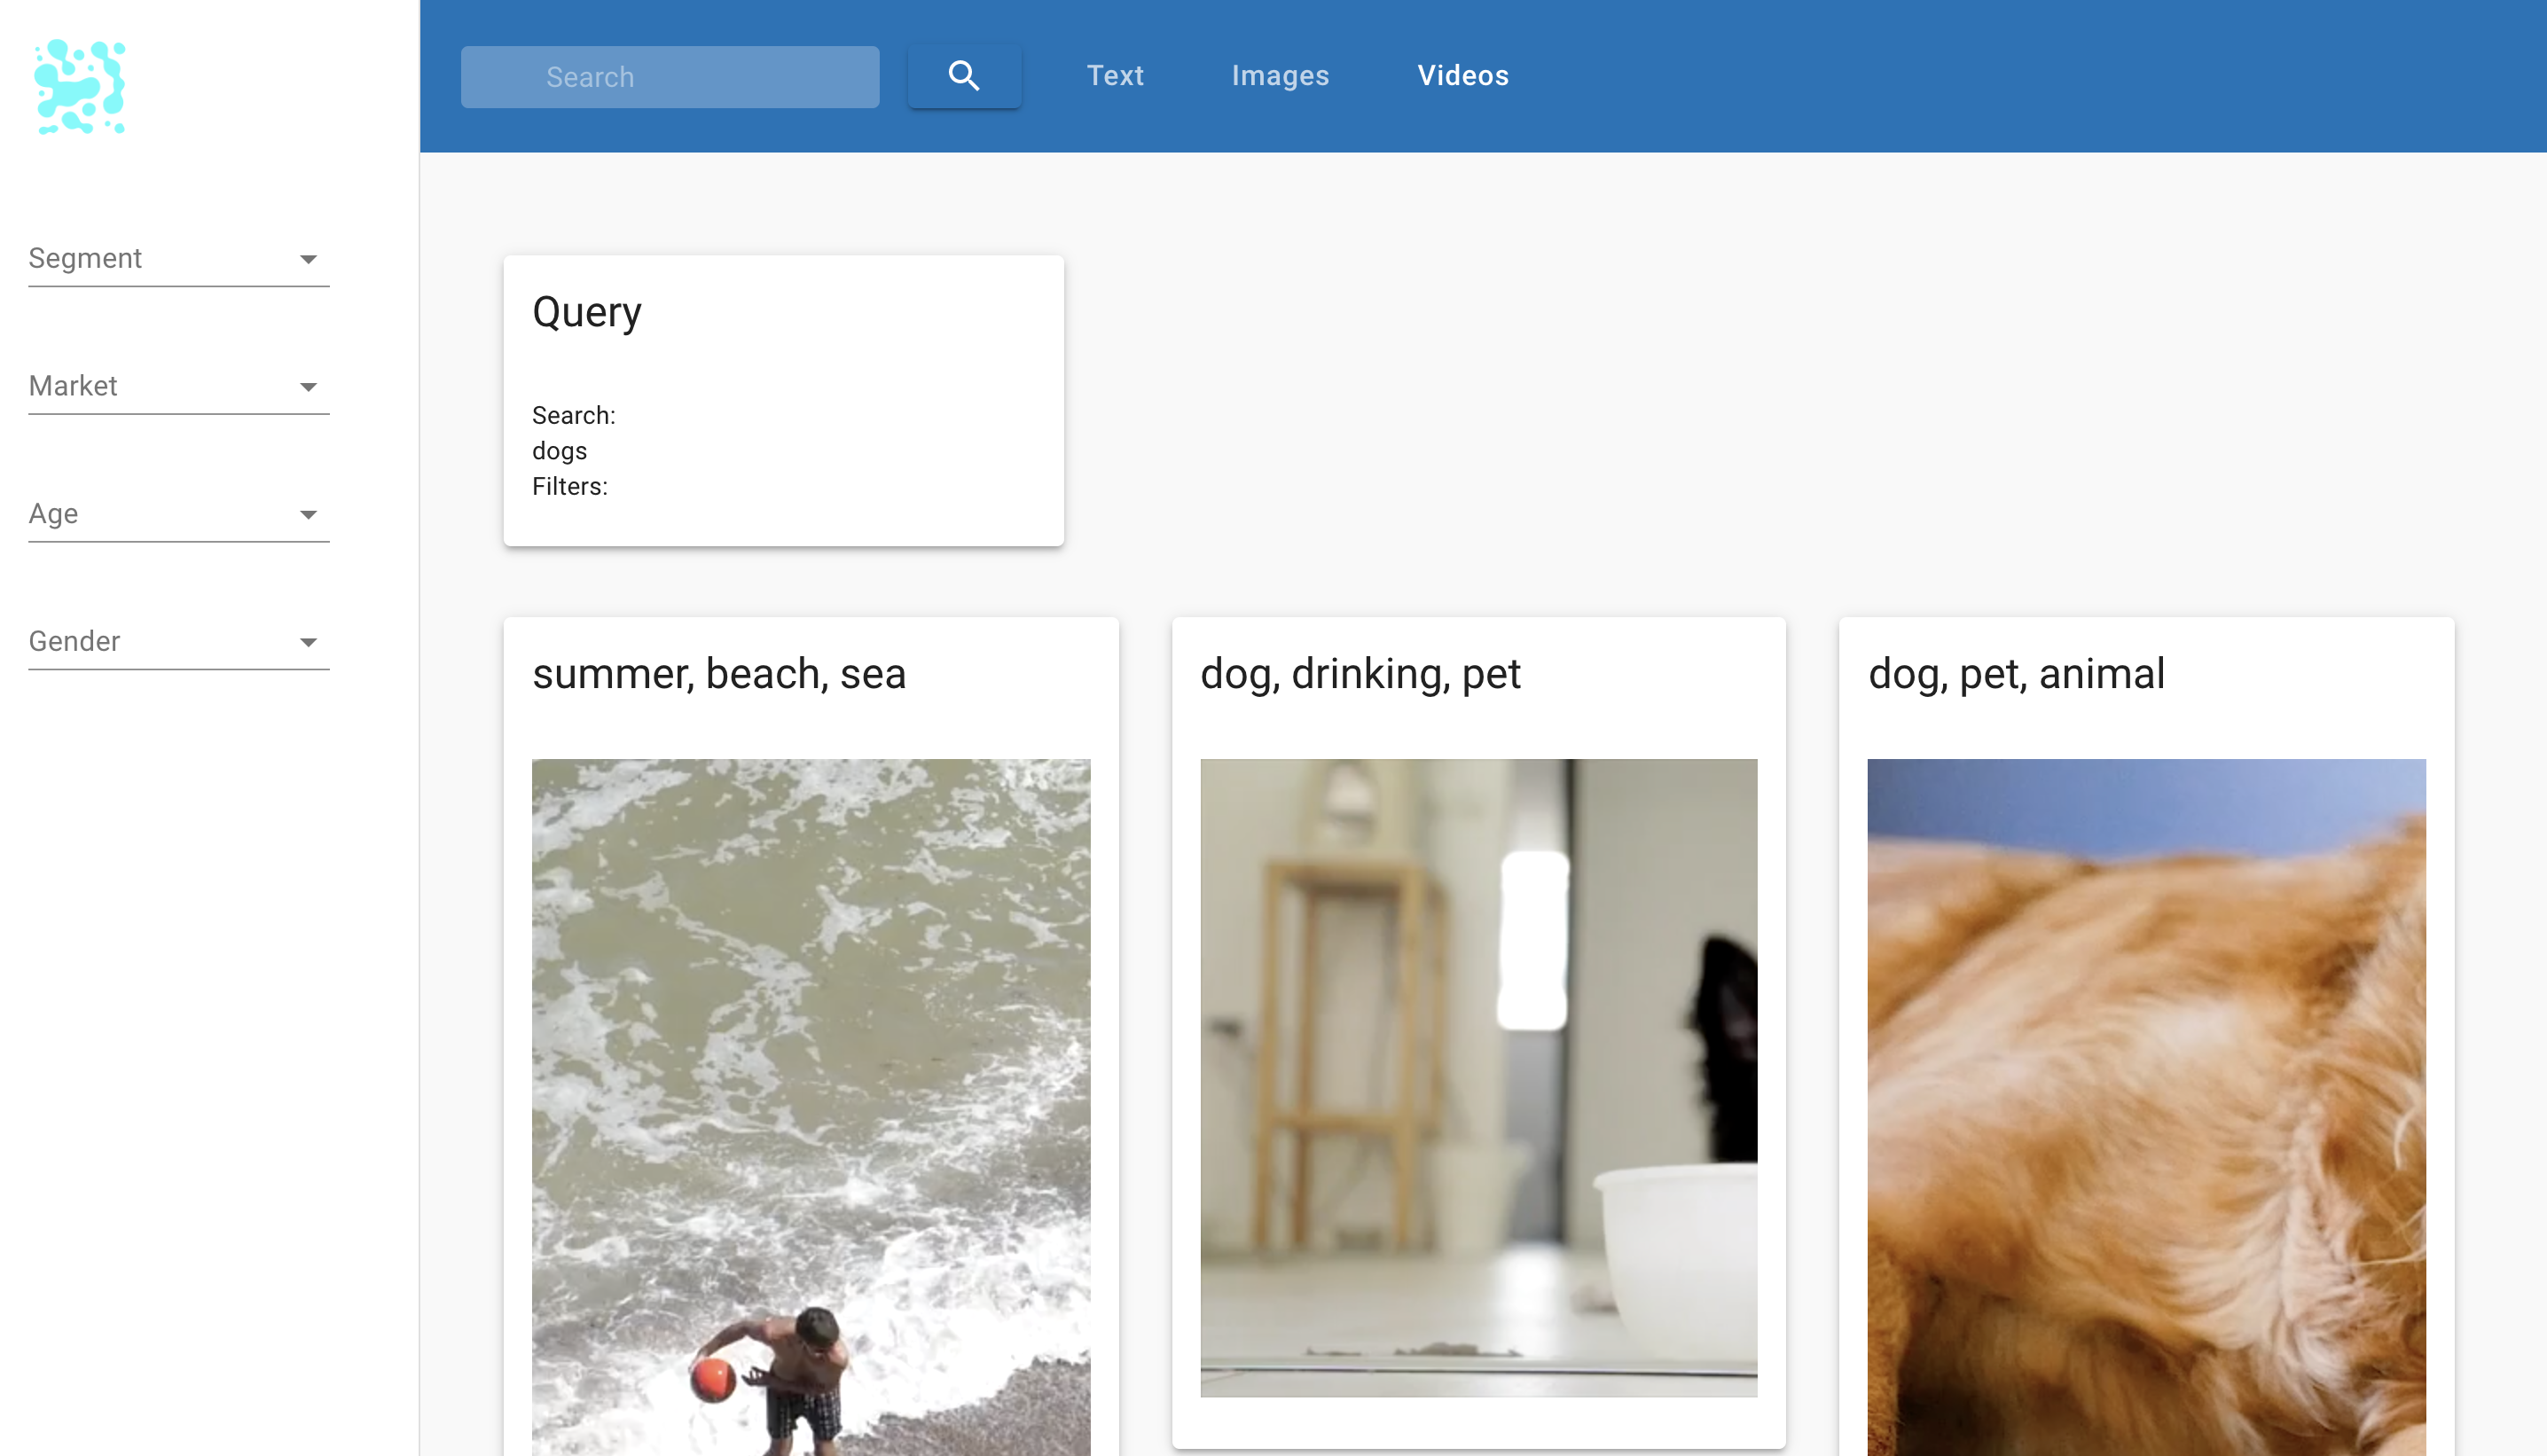 Search
Text
Images
Videos
Segment
Market
Age
Gender
Query
Search:
dogs
Filters:
summer, beach, sea
dog, drinking, pet
dog, pet, animal